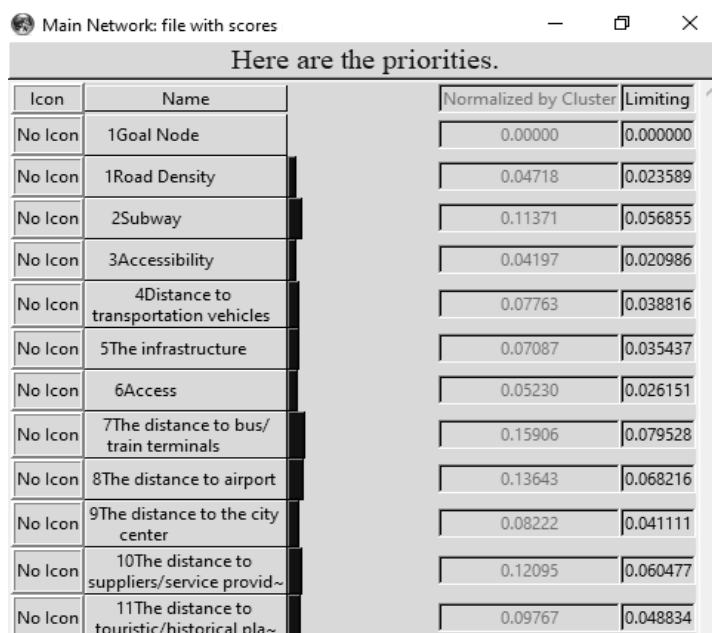 Main Network: file with scores
Here are the priorities.
Icon Name Normalized by Cluster Limiting
No Icon 1Goal Node 0.00000 0.000000
No Icon 1Road Density 0.04718 0.023589
No Icon 2Subway 0.11371 0.056855
No Icon 3Accessibility 0.04197 0.020986
No Icon 4Distance to
transportation vehicles 0.07763 0.038816
No Icon 5The infrastructure 0.07087 0.035437
No Icon 6Access 0.05230 0.026151
No Icon 7The distance to bus/
train terminals 0.15906 0.079528
No Icon 8The distance to airport 0.13643 0.068216
No Icon 9The distance to the city
center 0.08222 0.041111
No Icon 10The distance to
suppliers/service provid~ 0.12095 0.060477
No Icon 11The distance to
touristic/historical pla~ 0.09767 0.048834